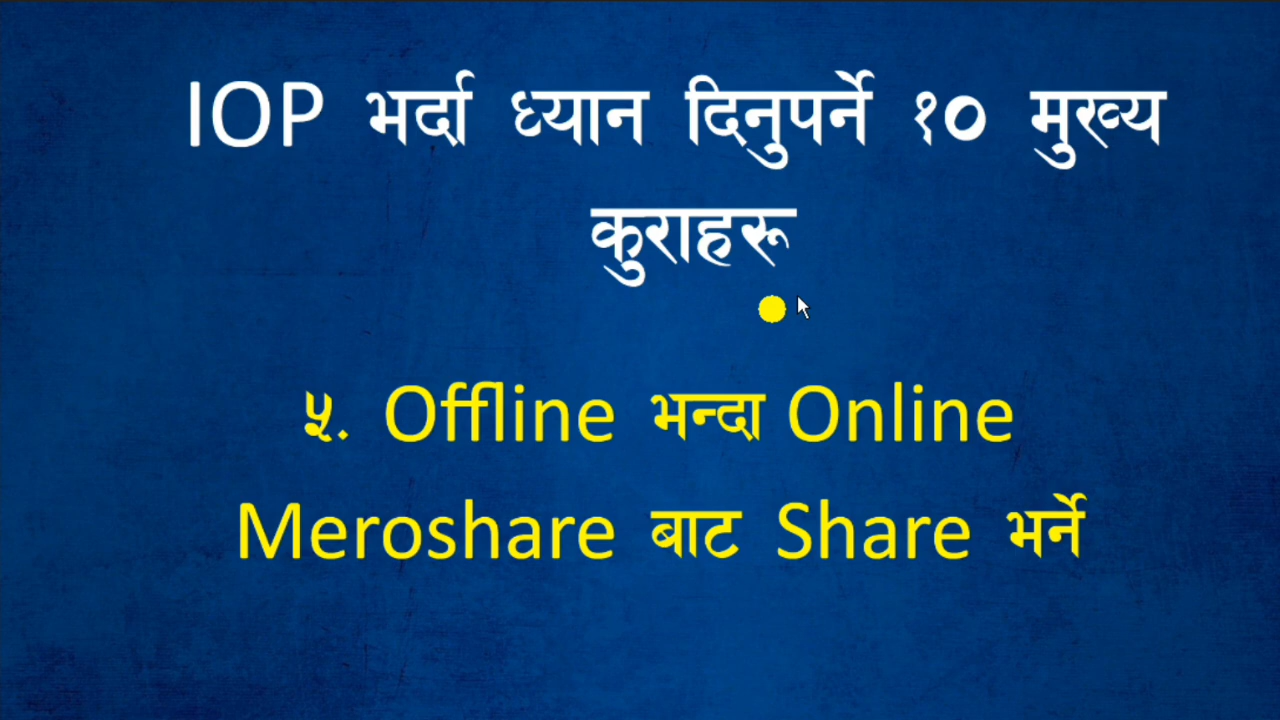 IOP भर्दा ध्यान दिनुपर्ने १० मुख्य
कुराहरू
५. Offline भन्दा Online
Meroshare बाट Share भर्ने